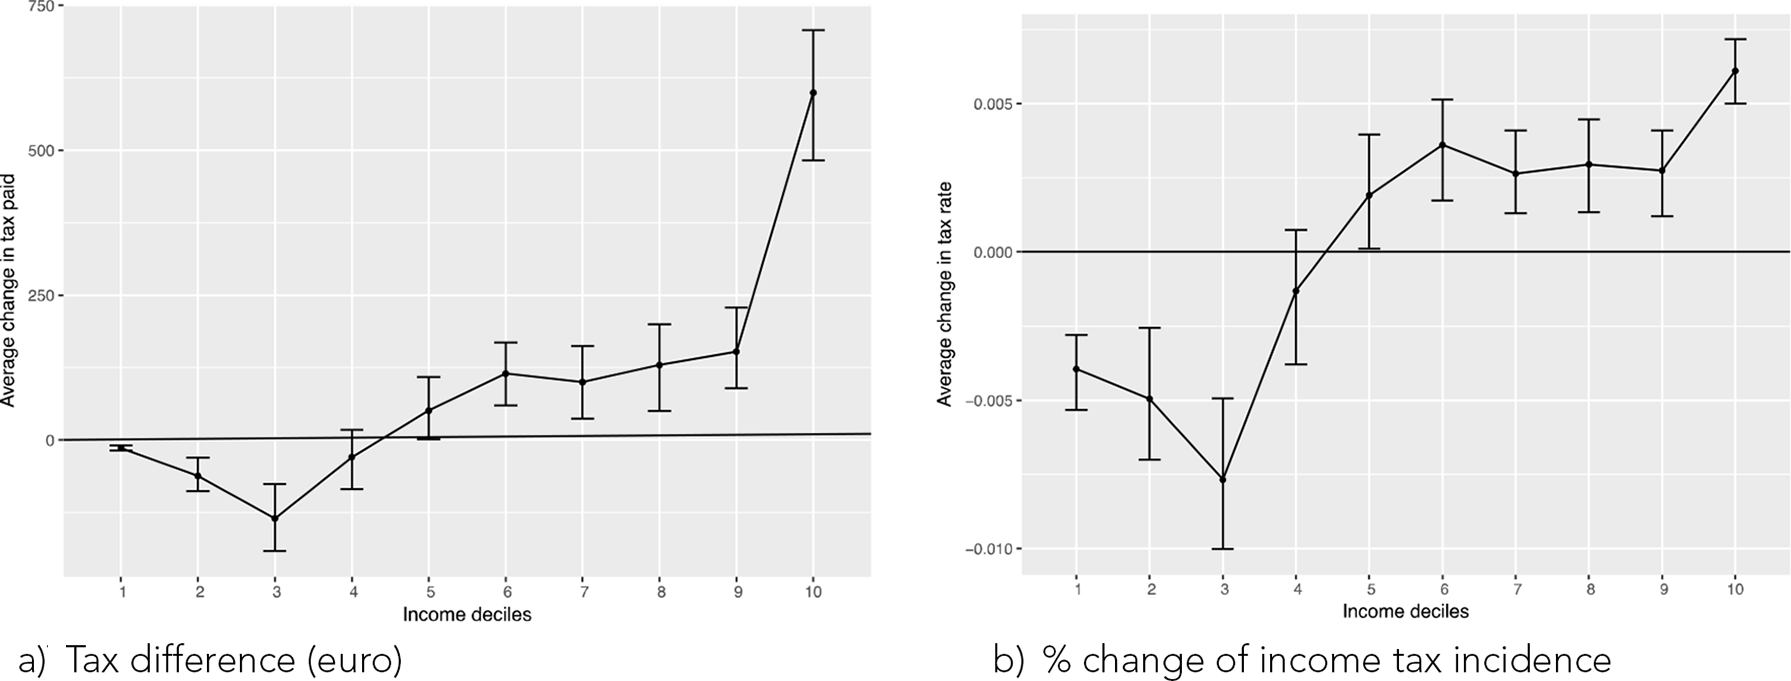 750
500
250
0
Average change in tax paid
1 2 3 4 5 6 7 8 9 10
Income deciles
a) Tax difference (euro)
0.005
0.000
−0.005
−0.010
Average change in tax rate
1 2 3 4 5 6 7 8 9 10
Income deciles
b) % change of income tax incidence